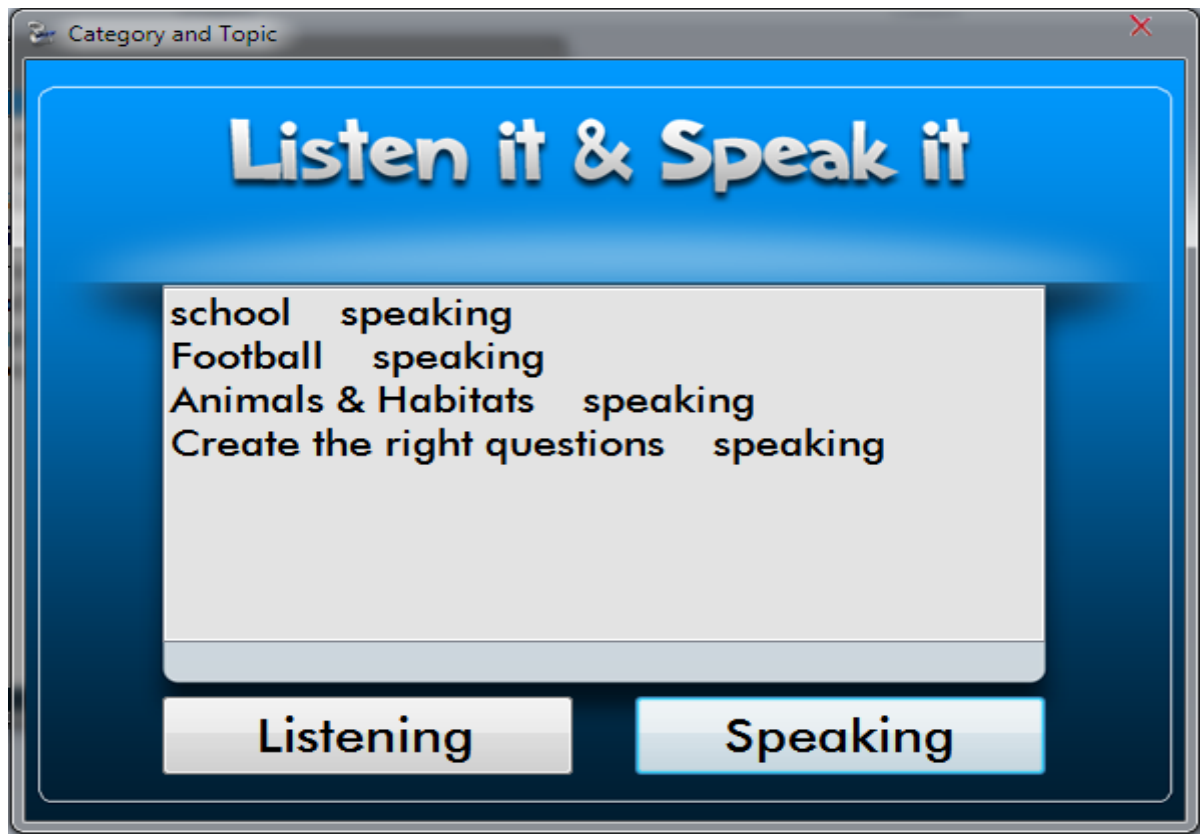 Category and Topic
Listen it & Speak it
school speaking
Football speaking
Animals & Habitats speaking
Create the right questions speaking
Listening
Speaking